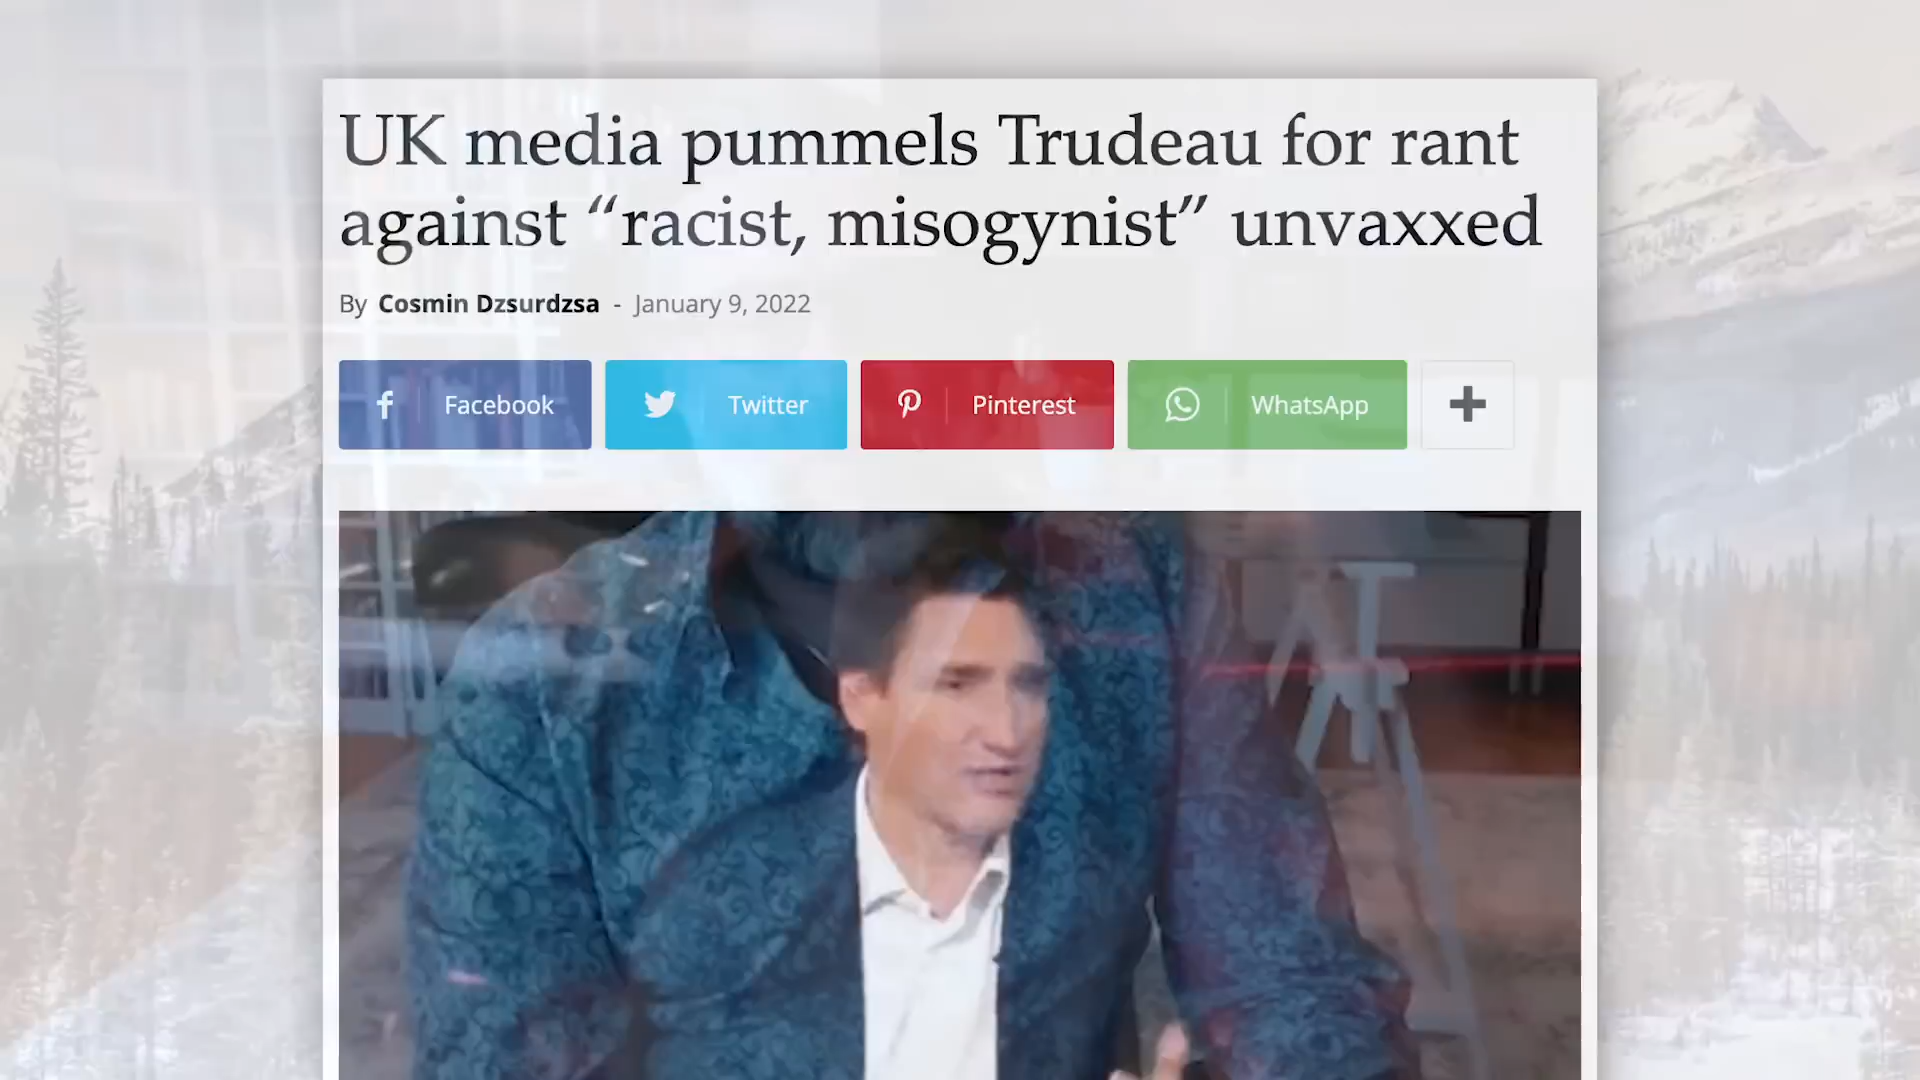 UK media pummels Trudeau for rant
against “racist, misogynist” unvaxxed
By Cosmin Dzsurdzsa - January 9, 2022
Facebook Twitter Pinterest WhatsApp